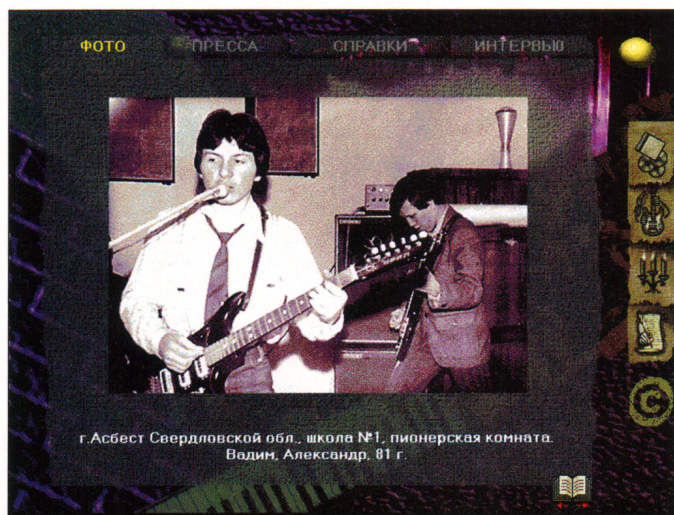 ФОТО
ПРЕССА
СПРАВКИ
ИНТЕРВЬЮ
г.Асбест Свердловской обл., школа №1, пионерская комната.
Вадим, Александр, 81 г.
©